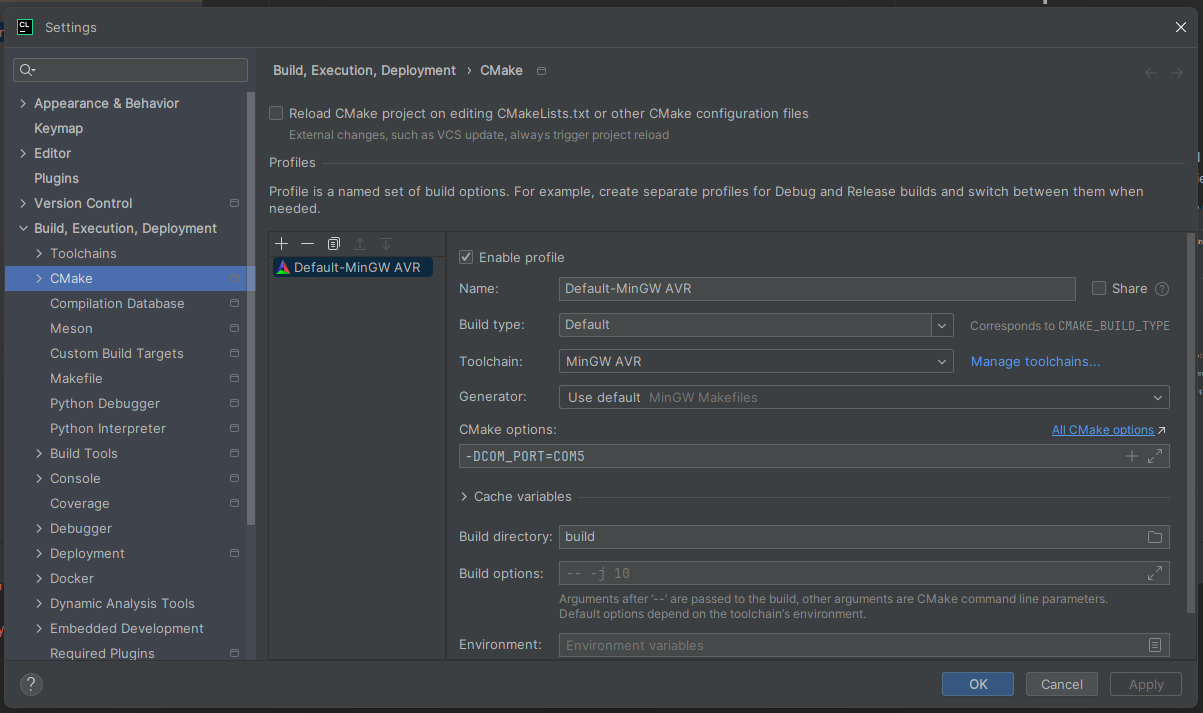 CL
Settings
Appearance & Behavior
Keymap
Editor
Plugins
Version Control
Build, Execution, Deployment
Toolchains
CMake
Compilation Database
Meson
Custom Build Targets
Makefile
Python Debugger
Python Interpreter
Build Tools
Console
Coverage
Debugger
Deployment
Docker
Dynamic Analysis Tools
Embedded Development
Required Plugins
Build, Execution, Deployment › CMake
Reload CMake project on editing CMakeLists.txt or other CMake configuration files
External changes, such as VCS update, always trigger project reload
Profiles
Profile is a named set of build options. For example, create separate profiles for Debug and Release builds and switch between them when
needed.
Default-MinGW AVR
Enable profile
Name: Default-MinGW AVR Share ?
Build type: Default Corresponds to CMAKE_BUILD_TYPE
Toolchain: MinGW AVR Manage toolchains...
Generator: Use default MinGW Makefiles
CMake options: All CMake options ↗
-DCOM_PORT=COM5
Cache variables
Build directory: build
Build options: -- -j 10
Arguments after '--' are passed to the build, other arguments are CMake command line parameters.
Default options depend on the toolchain's environment.
Environment: Environment variables
? OK Cancel Apply